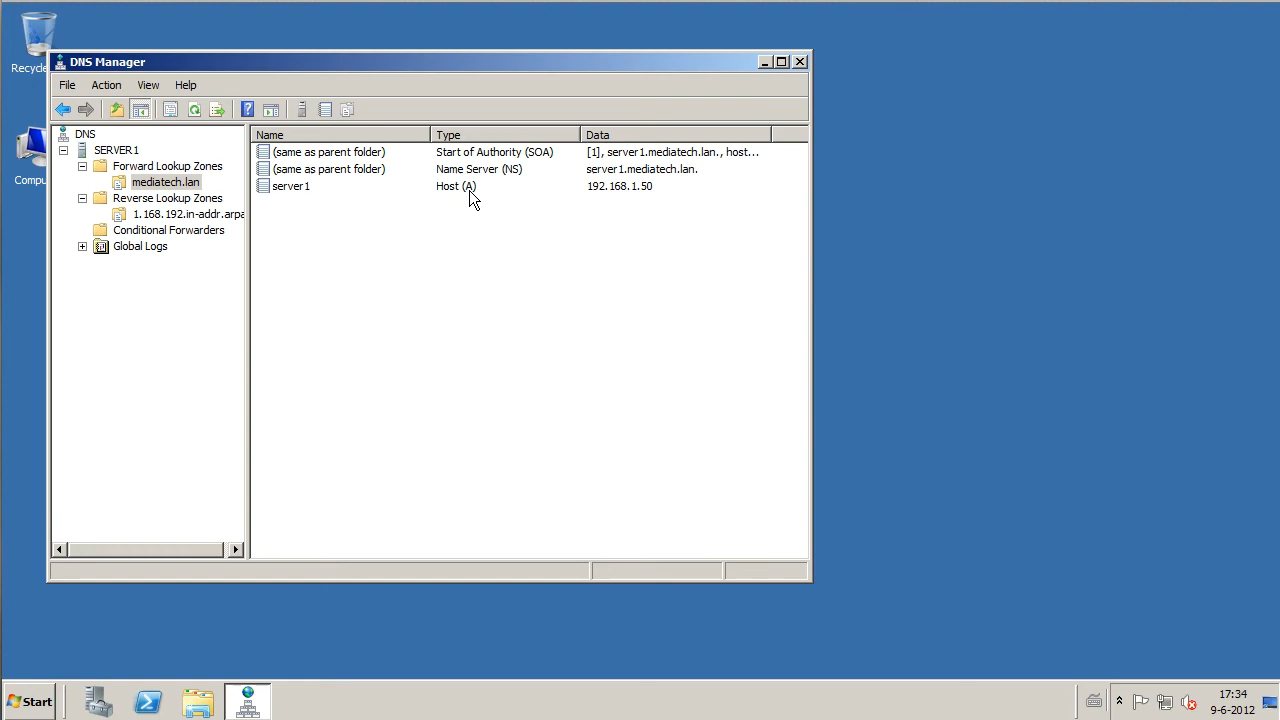 Recycle
Compu
DNS Manager
File Action View Help
DNS
SERVER1
Forward Lookup Zones
mediatech.lan
Reverse Lookup Zones
1.168.192.in-addr.arpa
Conditional Forwarders
Global Logs
Name Type Data
(same as parent folder) Start of Authority (SOA) [1], server1.mediatech.lan., host...
(same as parent folder) Name Server (NS) server1.mediatech.lan.
server1 Host (A) 192.168.1.50
Start
17:34
9-6-2012